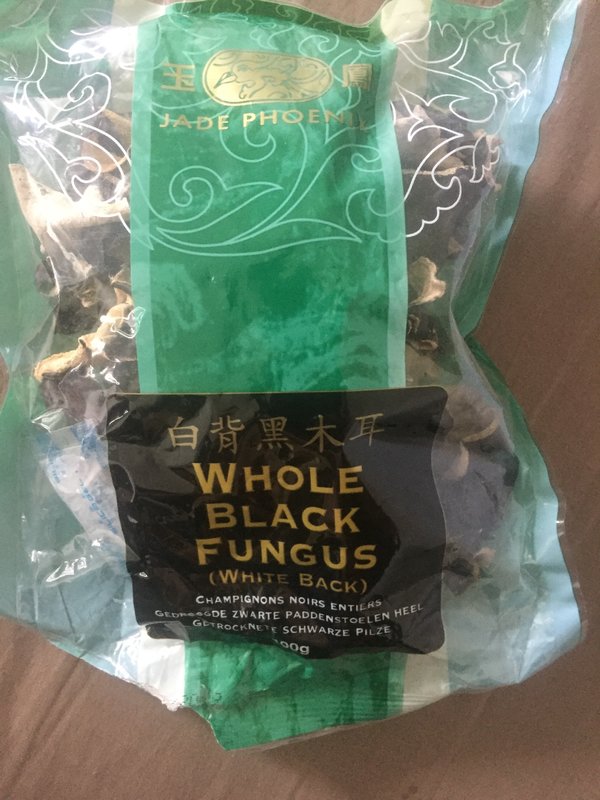 玉 鳳
JADE PHOENIX
白背黑木耳
WHOLE
BLACK
FUNGUS
(WHITE BACK)
CHAMPIGNONS NOIRS ENTIERS
GEDROOGDE ZWARTE PADDENSTOELEN HEEL
GETROCKNETE SCHWARZE PILZE